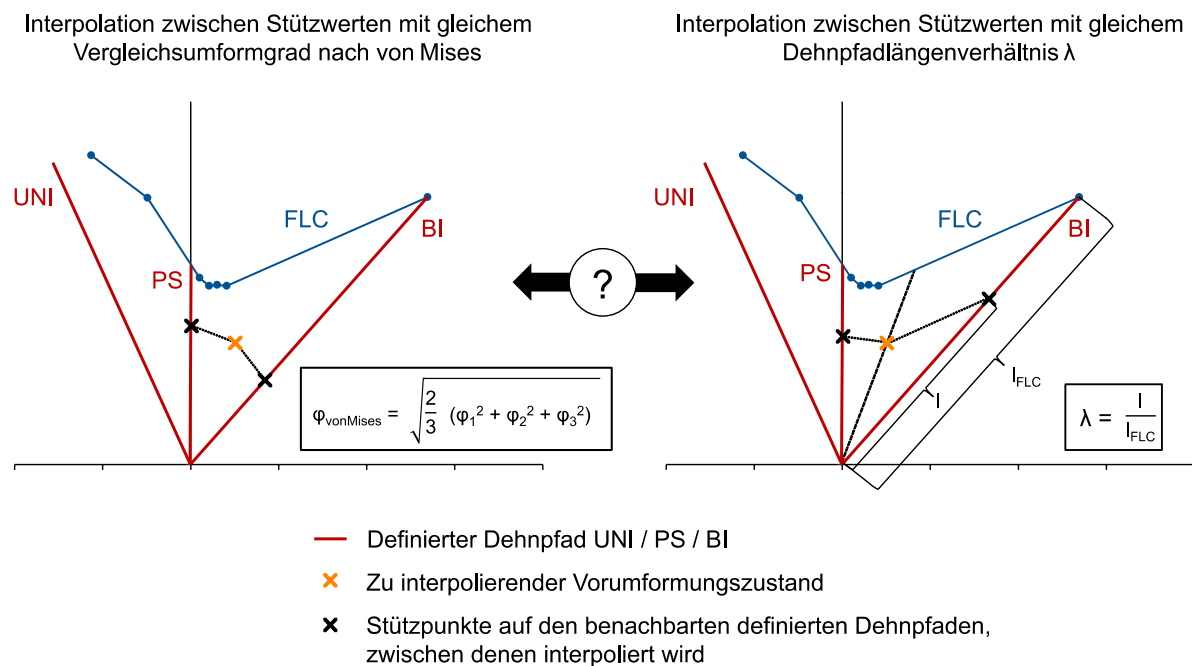 Interpolation zwischen Stützwerten mit gleichem
Vergleichsumformgrad nach von Mises
Interpolation zwischen Stützwerten mit gleichem
Dehnpfadlängenverhältnis λ
UNI
FLC
BI
PS
φvonMises = √ 2/3 (φ₁² + φ₂² + φ₃²)
?
UNI
FLC
BI
PS
l
lFLC
λ = l / lFLC
Definierter Dehnpfad UNI / PS / BI
Zu interpolierender Vorumformungszustand
Stützpunkte auf den benachbarten definierten Dehnpfaden,
zwischen denen interpoliert wird